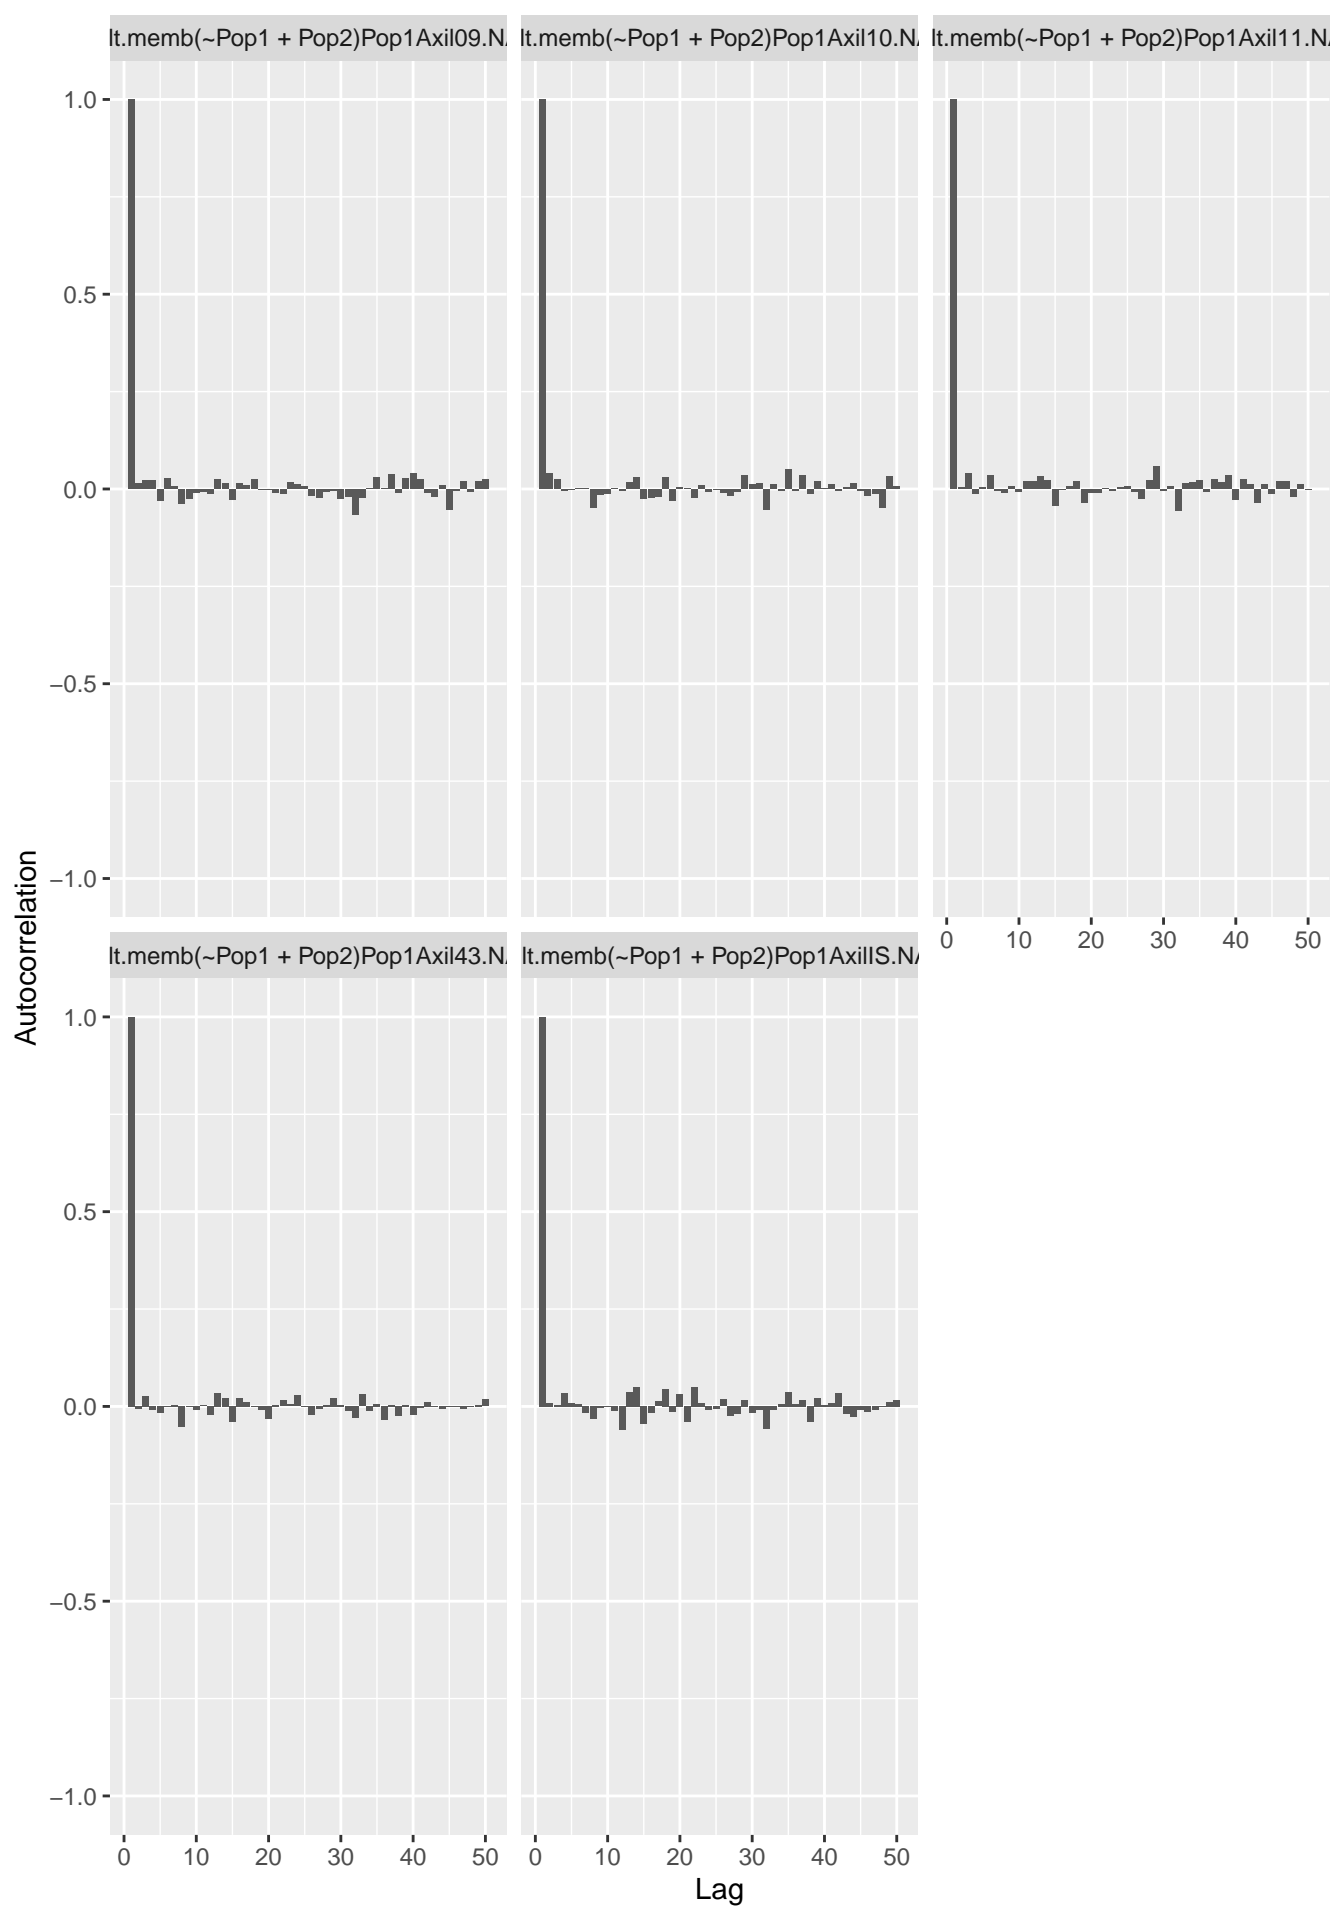 lt.memb(~Pop1 + Pop2)Pop1Axil09.N
lt.memb(~Pop1 + Pop2)Pop1Axil10.N
lt.memb(~Pop1 + Pop2)Pop1Axil11.N
1.0
0.5
0.0
−0.5
−1.0
0 10 20 30 40 50
Autocorrelation
lt.memb(~Pop1 + Pop2)Pop1Axil43.N
lt.memb(~Pop1 + Pop2)Pop1AxilIS.NA
1.0
0.5
0.0
−0.5
−1.0
0 10 20 30 40 50
0 10 20 30 40 50
Lag